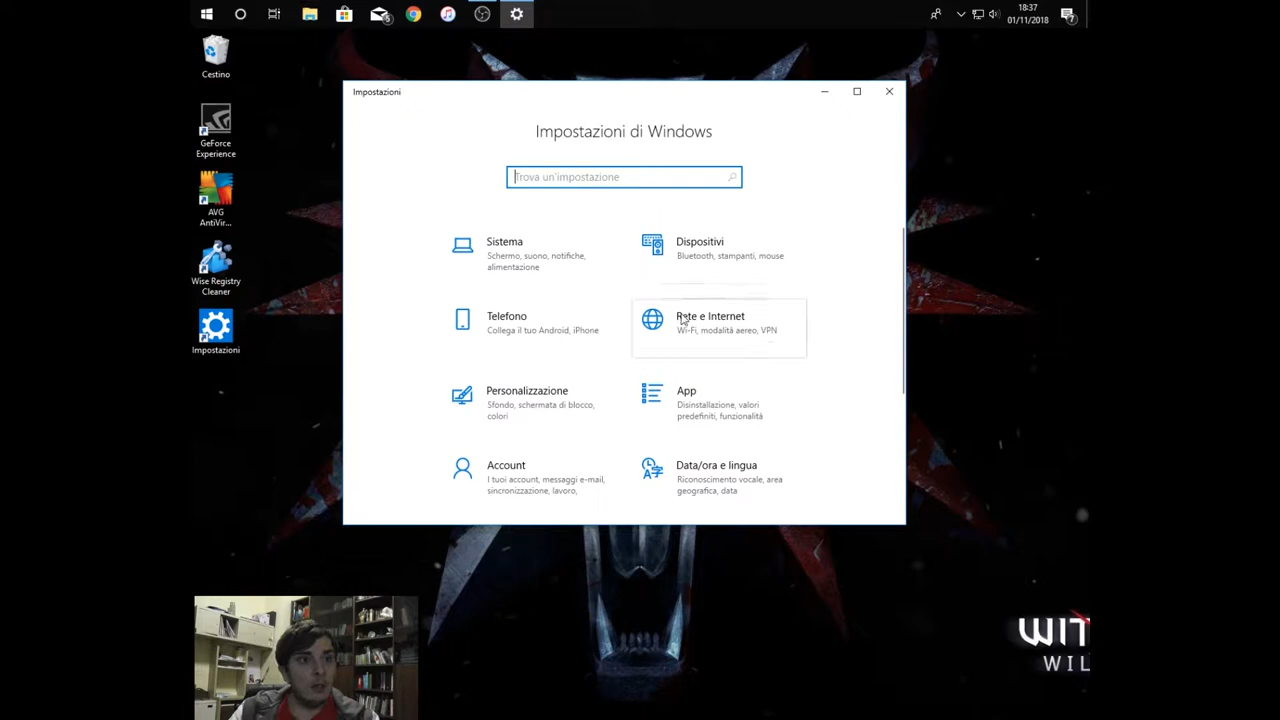 18:37
01/11/2018
5
7
Cestino
GeForce
Experience
AVG
AntiVir...
Wise Registry
Cleaner
Impostazioni
Impostazioni
Impostazioni di Windows
Trova un'impostazione
Sistema
Schermo, suono, notifiche,
alimentazione
Dispositivi
Bluetooth, stampanti, mouse
Telefono
Collega il tuo Android, iPhone
Rete e Internet
Wi-Fi, modalità aereo, VPN
Personalizzazione
Sfondo, schermata di blocco,
colori
App
Disinstallazione, valori
predefiniti, funzionalità
Account
I tuoi account, messaggi e-mail,
sincronizzazione, lavoro,
Data/ora e lingua
Riconoscimento vocale, area
geografica, data
WIT
WIL